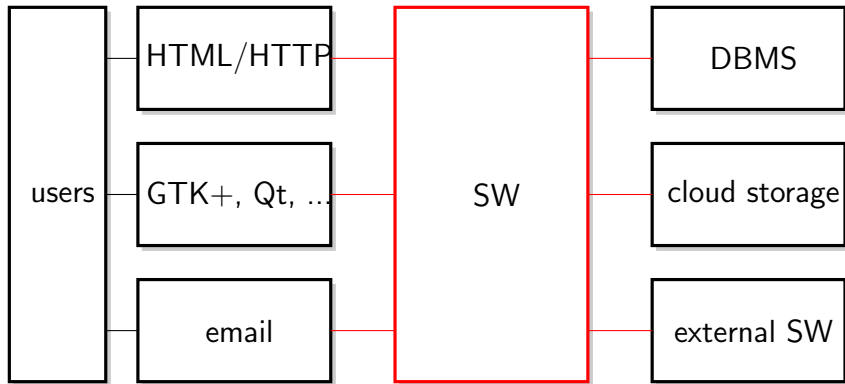 users
HTML/HTTP
GTK+, Qt, ...
email
SW
DBMS
cloud storage
external SW